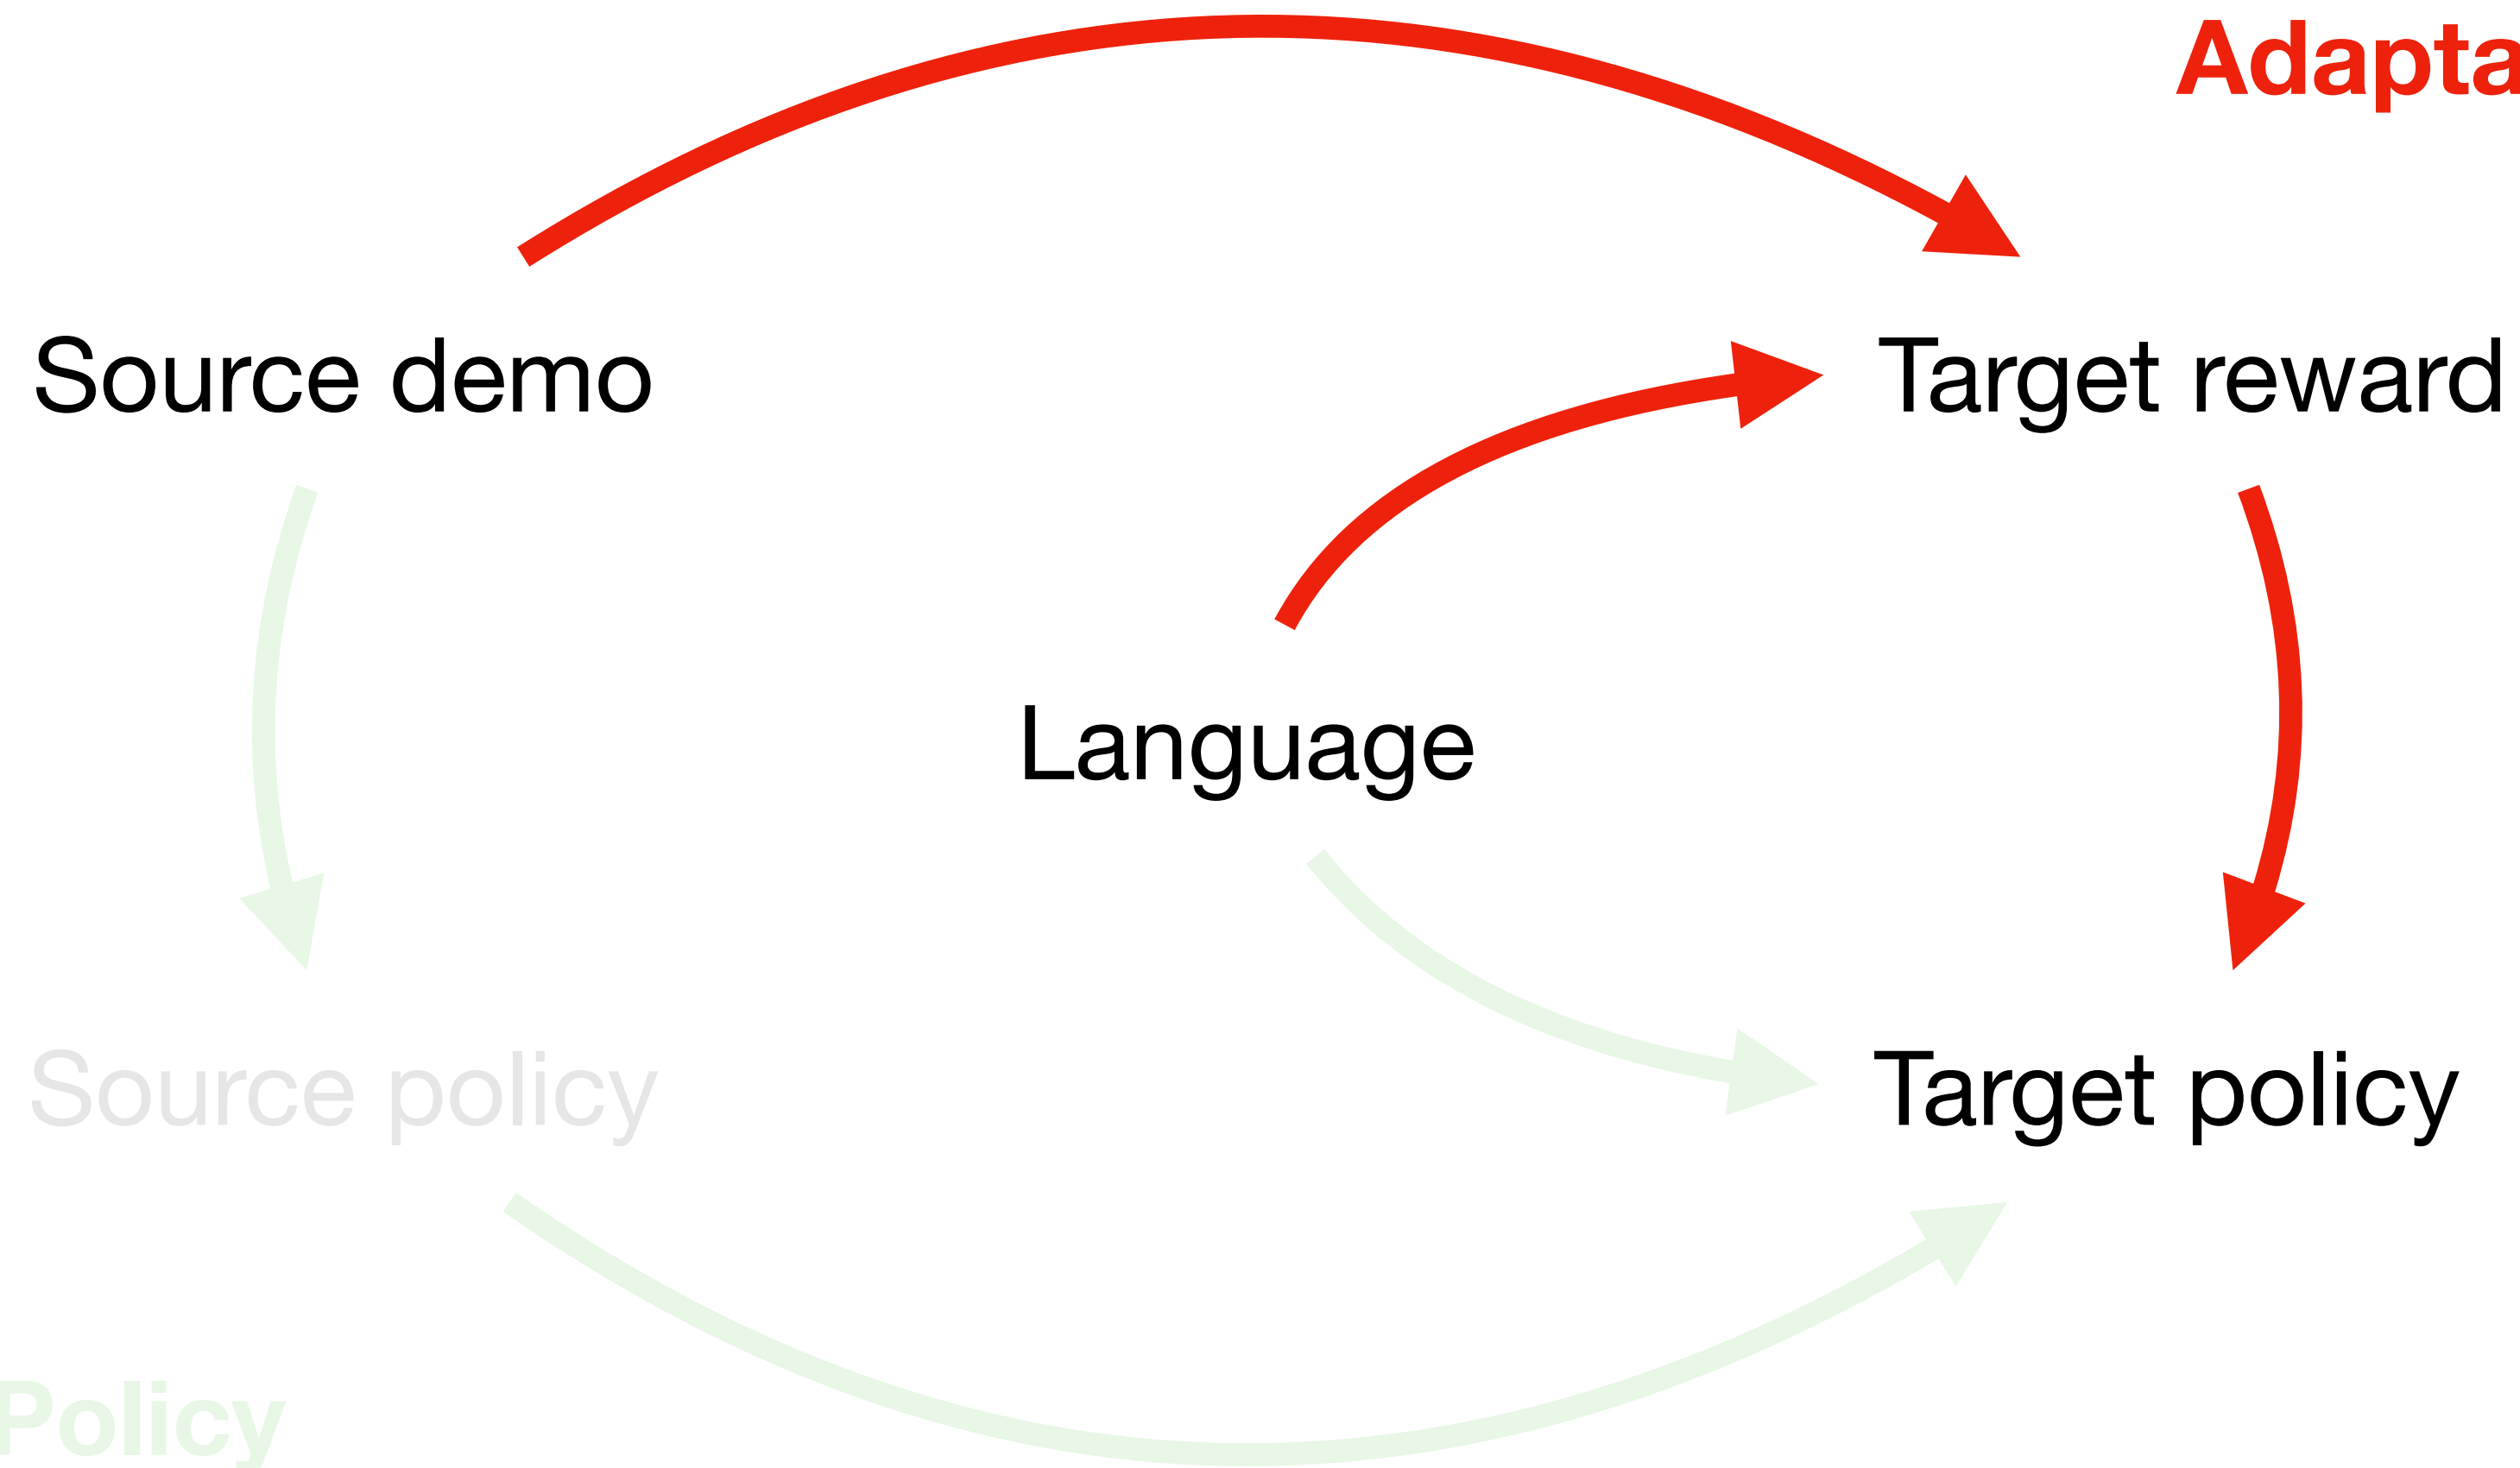 Adapta
Source demo
Target reward
Language
Source policy
Target policy
Policy